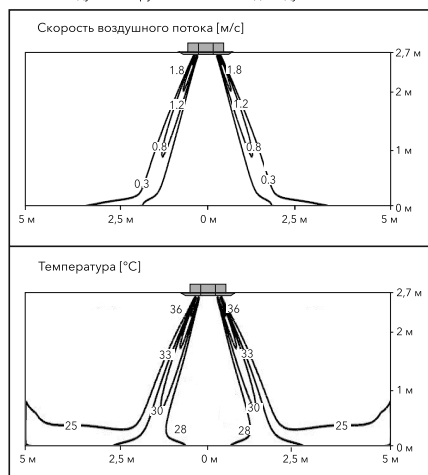 Скорость воздушного потока [м/с]
2,7 м
1.8 1.8
2 м
1.2 1.2
0.8 0.8
1 м
0.3 0.3
0 м
5 м 2,5 м 0 м 2,5 м 5 м
Температура [°C]
2,7 м
36 36
2 м
33 33
1 м
30 30
25 28 28 25
0 м
5 м 2,5 м 0 м 2,5 м 5 м